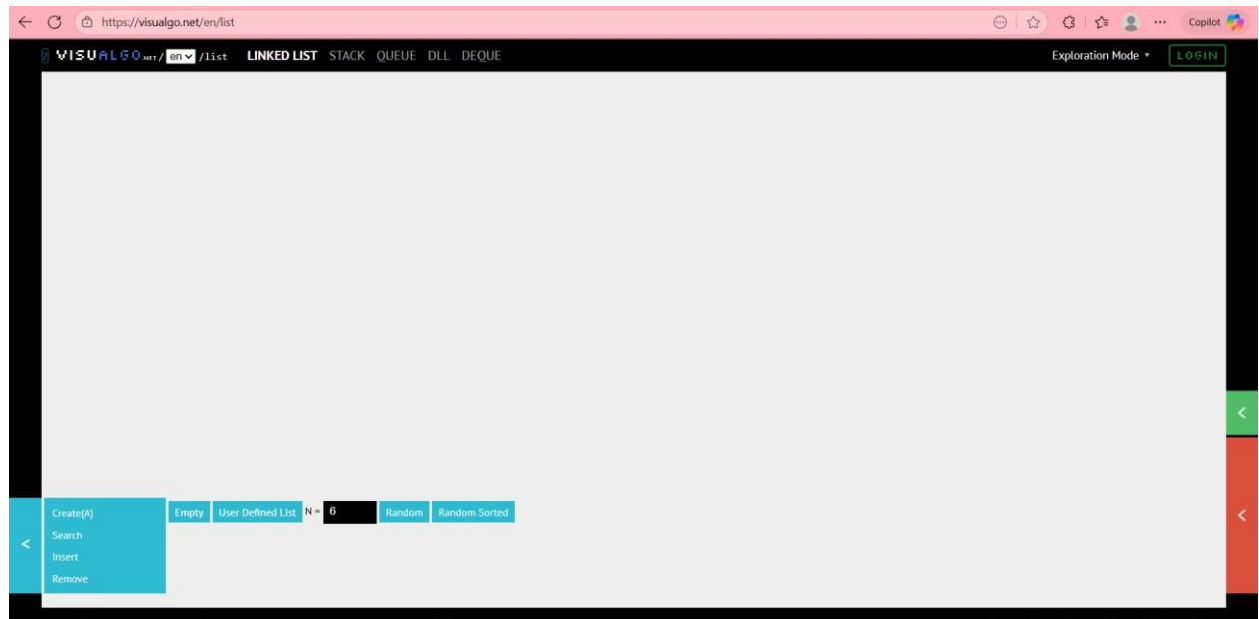 https://visualgo.net/en/list
Copilot
VISUALGO.NET/ en /list LINKED LIST STACK QUEUE DLL DEQUE Exploration Mode LOGIN
Create(A) Empty User Defined List N = 6 Random Random Sorted
Search
Insert
Remove